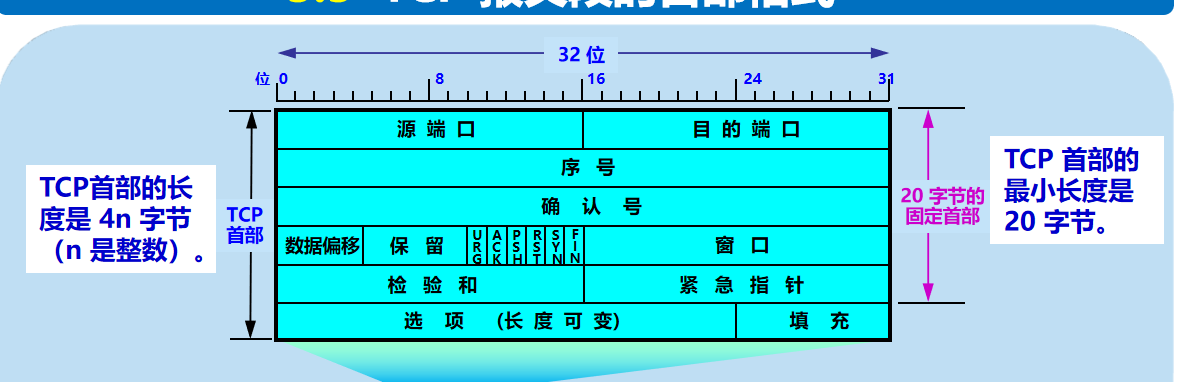 32 位
位 0 8 16 24 31
源 端 口 目 的 端 口
序 号
确 认 号
数据偏移 保 留 URG ACK PSH RST SYN FIN 窗 口
检 验 和 紧 急 指 针
选 项 (长 度 可 变) 填 充
TCP首部的长
度是 4n 字节
（n 是整数）。
TCP
首部
20 字节的
固定首部
TCP 首部的
最小长度是
20 字节。